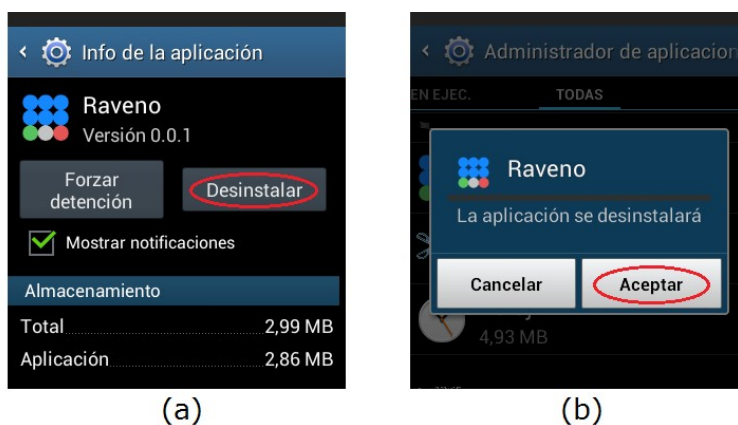 Info de la aplicación
Raveno
Versión 0.0.1
Forzar
detención
Desinstalar
Mostrar notificaciones
Almacenamiento
Total 2,99 MB
Aplicación 2,86 MB
(a)
Administrador de aplicacion
EN EJEC. TODAS
Raveno
La aplicación se desinstalará
Cancelar Aceptar
4,93 MB
(b)